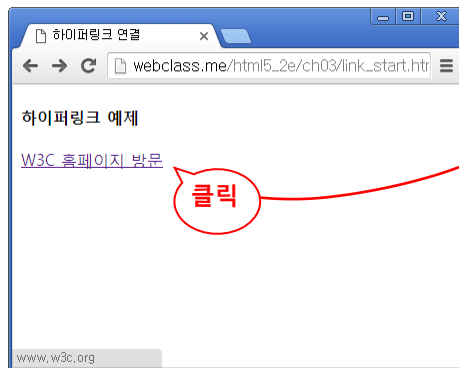 하이퍼링크 연결
webclass.me/html5_2e/ch03/link_start.htm
하이퍼링크 예제
W3C 홈페이지 방문
클릭
www.w3c.org